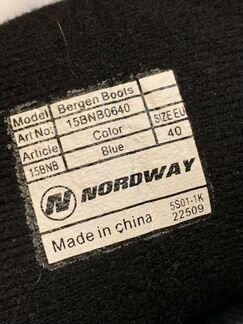 Model Bergen Boots
Art No: 15BNB0640 SIZE EU
Article Color 40
15BNB Blue
N NORDWAY
Made in china 5S01-1K
22509